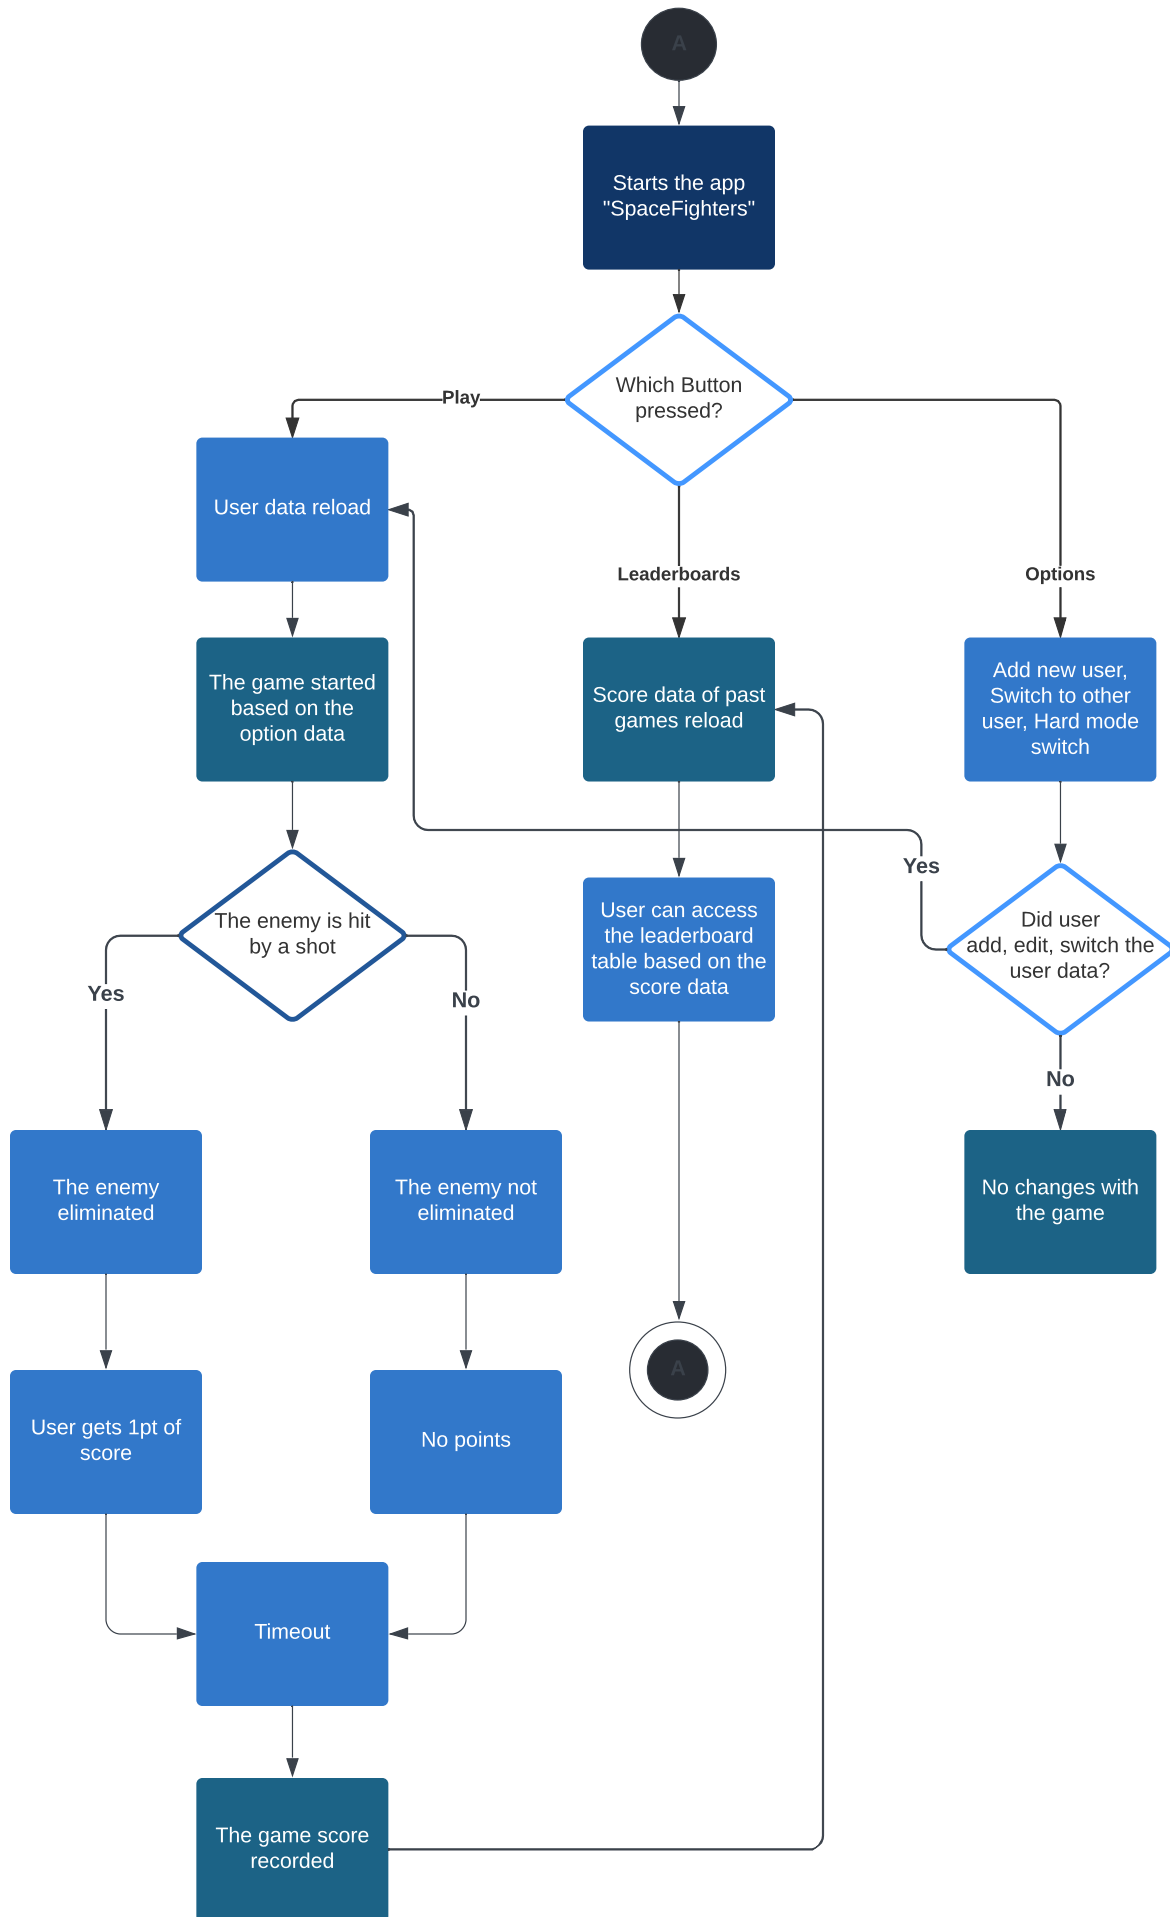 A
Starts the app
"SpaceFighters"
Which Button
pressed?
Play
User data reload
Leaderboards
Options
The game started
based on the
option data
Score data of past
games reload
Add new user,
Switch to other
user, Hard mode
switch
Yes
The enemy is hit
by a shot
User can access
the leaderboard
table based on the
score data
Did user
add, edit, switch the
user data?
Yes
No
No
The enemy
eliminated
The enemy not
eliminated
No changes with
the game
A
User gets 1pt of
score
No points
Timeout
The game score
recorded